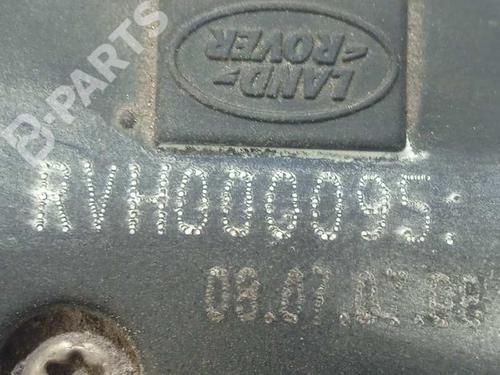 LAND-
-ROVER
B-PARTS
RVH000095: